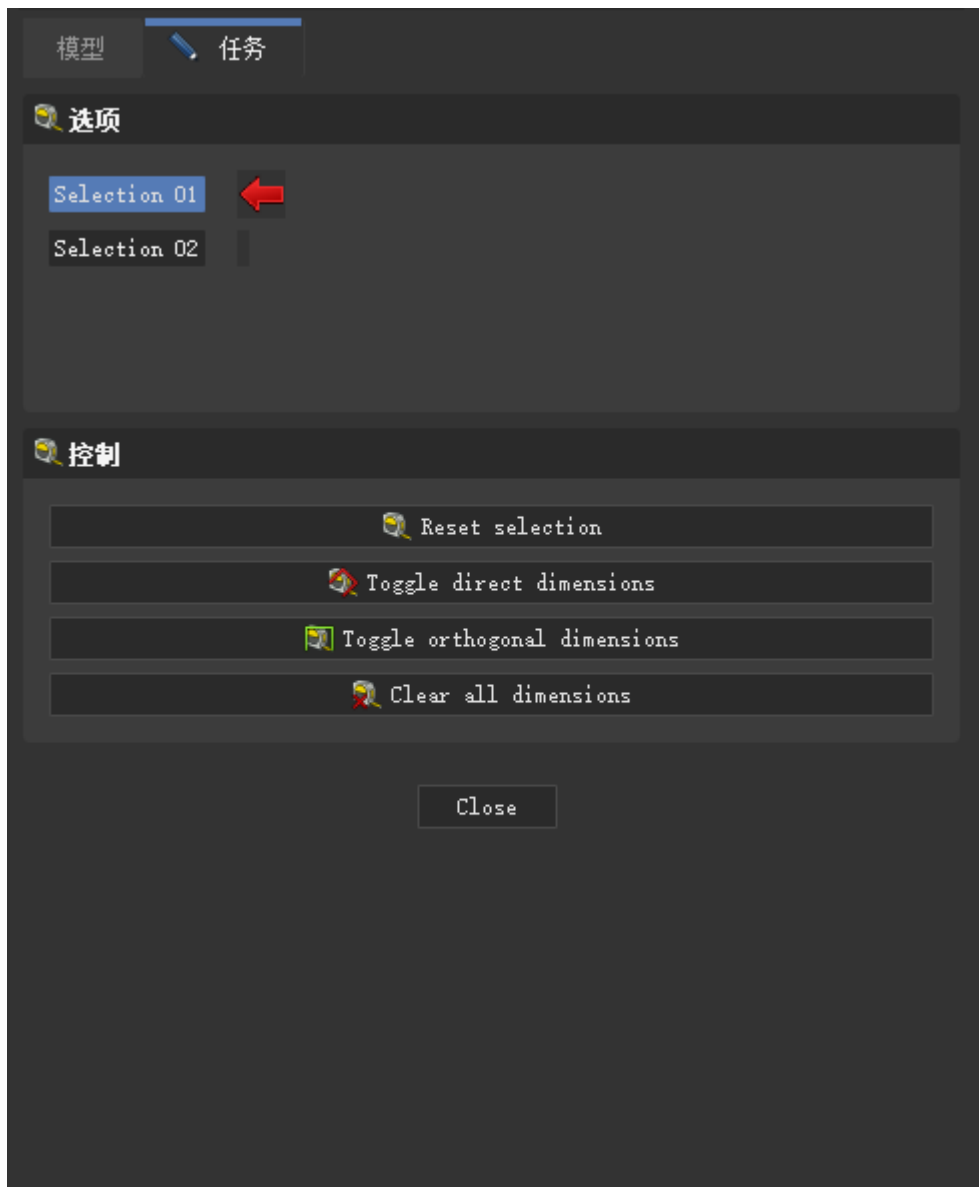 模型 任务
选项
Selection 01
Selection 02
控制
Reset selection
Toggle direct dimensions
Toggle orthogonal dimensions
Clear all dimensions
Close